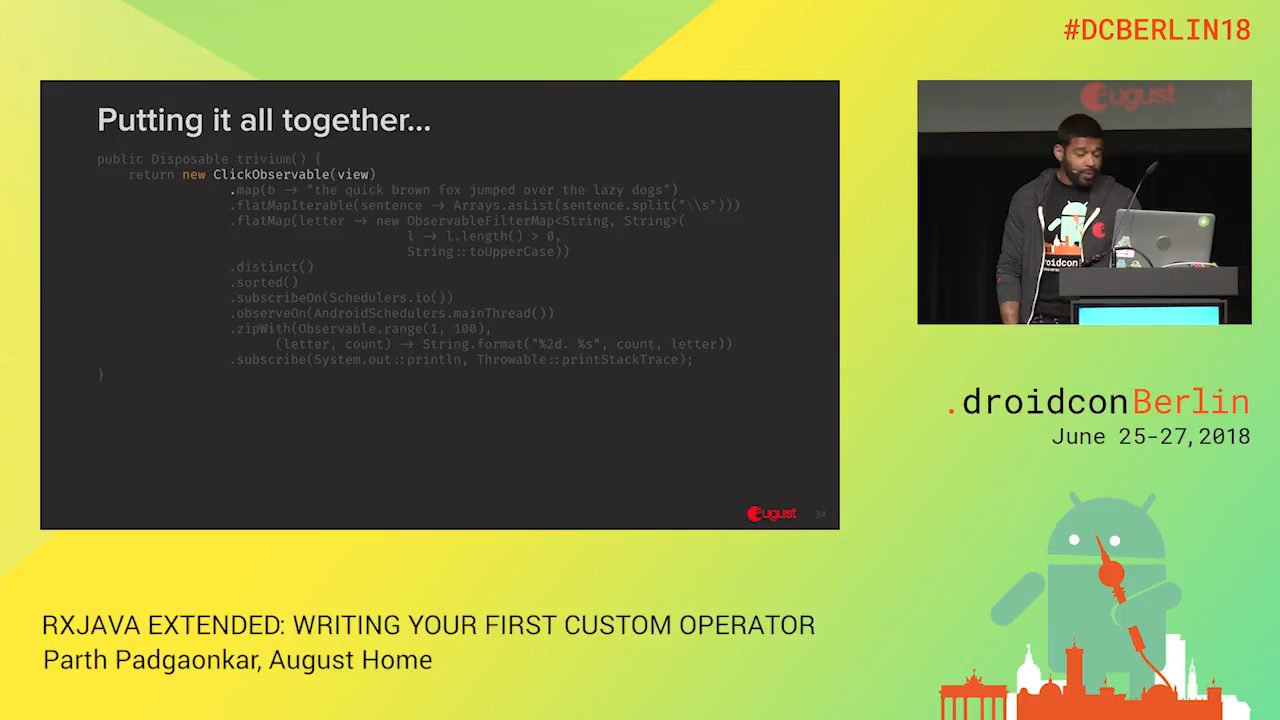 #DCBERLIN18
Putting it all together...
public Disposable trivium() {
return new ClickObservable(view)
.map(b → "the quick brown fox jumped over the lazy dogs")
.flatMapIterable(sentence → Arrays.asList(sentence.split("\\s")))
.flatMap(letter → new ObservableFilterMap<String, String>(
l → l.length() > 0,
String::toUpperCase))
.distinct()
.sorted()
.subscribeOn(Schedulers.io())
.observeOn(AndroidSchedulers.mainThread())
.zipWith(Observable.range(1, 100),
(letter, count) → String.format("%2d. %s", count, letter))
.subscribe(System.out::println, Throwable::printStackTrace);
}
august
34
august
droidcon
.droidconBerlin
June 25-27,2018
RXJAVA EXTENDED: WRITING YOUR FIRST CUSTOM OPERATOR
Parth Padgaonkar, August Home